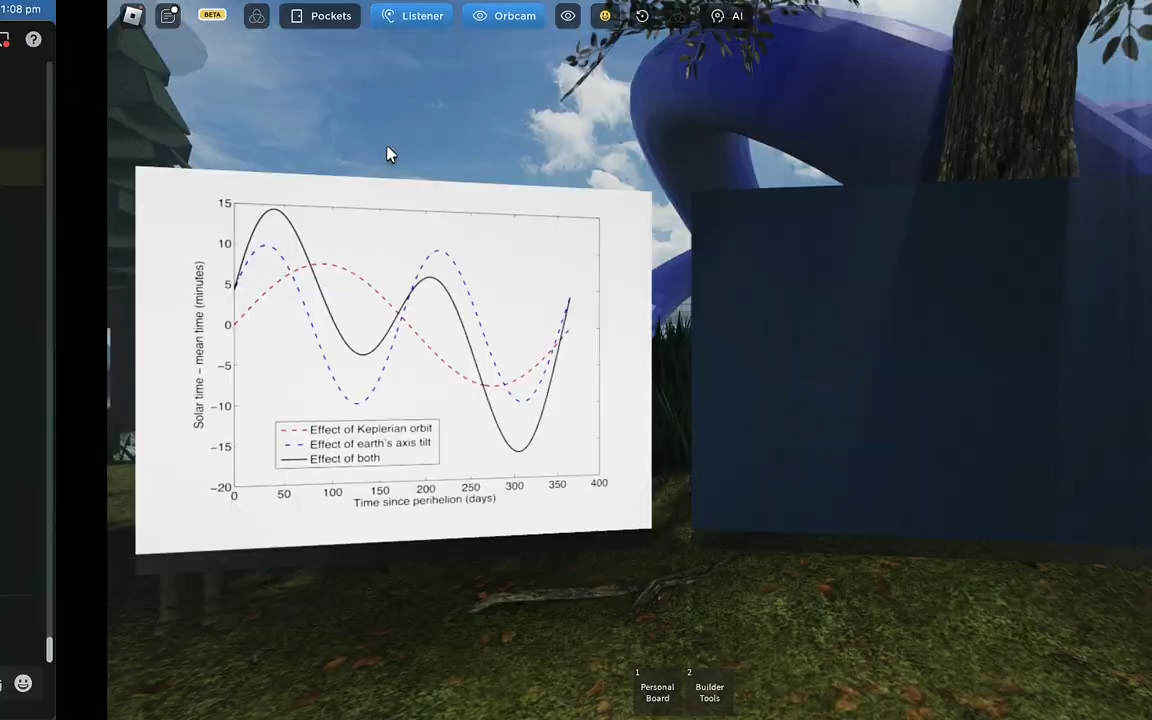 1:08 pm
BETA
Pockets
Listener
Orbcam
AI
15
10
5
0
−5
−10
−15
−20
Solar time − mean time (minutes)
Effect of Keplerian orbit
Effect of earth's axis tilt
Effect of both
0 50 100 150 200 250 300 350 400
Time since perihelion (days)
1 2
Personal Builder
Board Tools